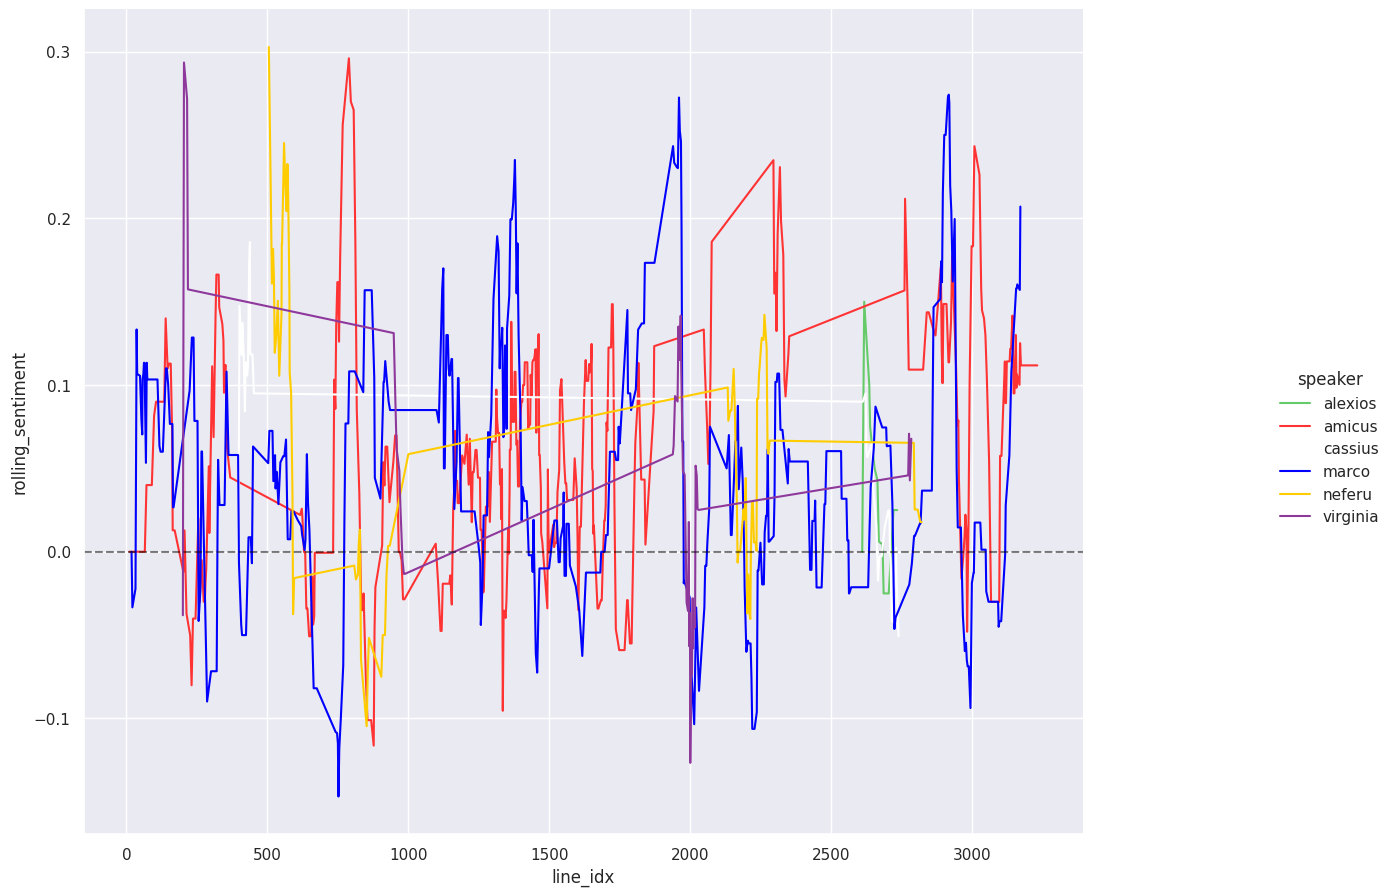 rolling_sentiment
0.3
0.2
0.1
0.0
−0.1
0
500
1000
1500
2000
2500
3000
line_idx
speaker
alexios
amicus
cassius
marco
neferu
virginia